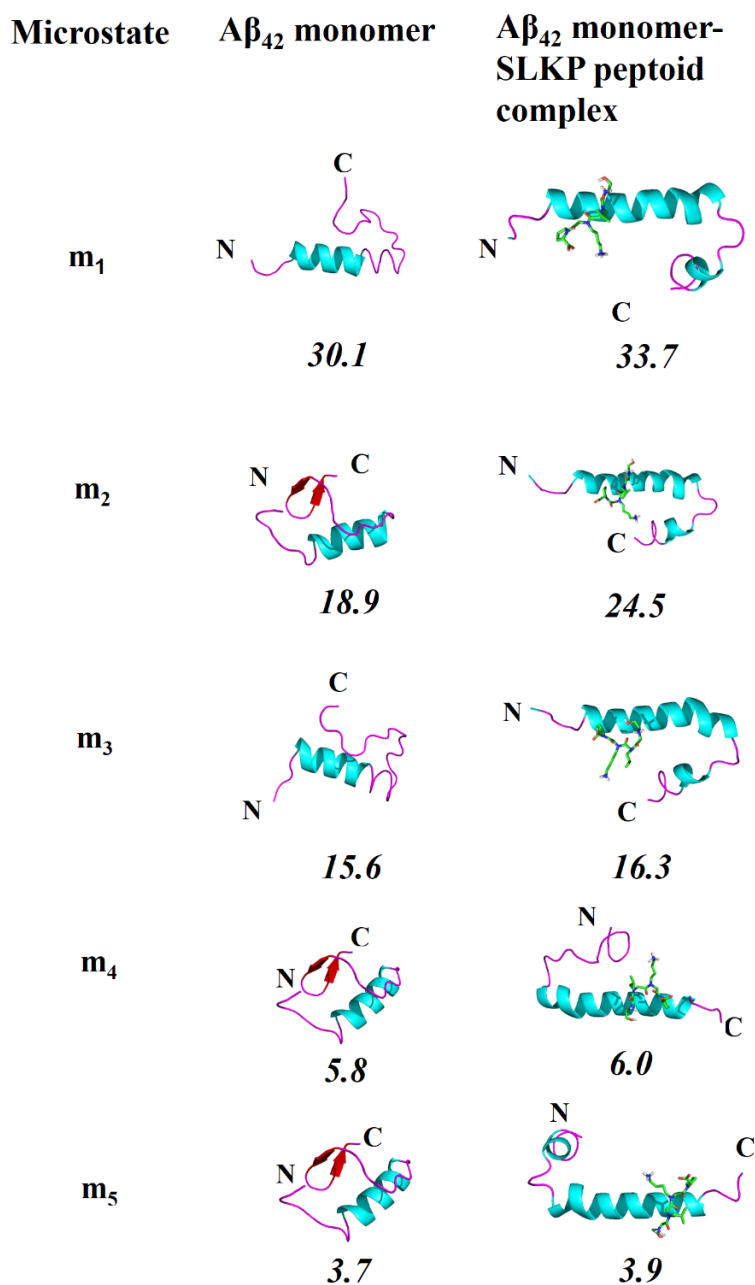 Microstate
Aβ₄₂ monomer
Aβ₄₂ monomer-
SLKP peptoid
complex
m₁
C
N
30.1
N
C
33.7
m₂
N
C
18.9
N
C
24.5
m₃
C
N
15.6
N
C
16.3
m₄
C
N
5.8
N
C
6.0
m₅
C
N
3.7
N
C
3.9